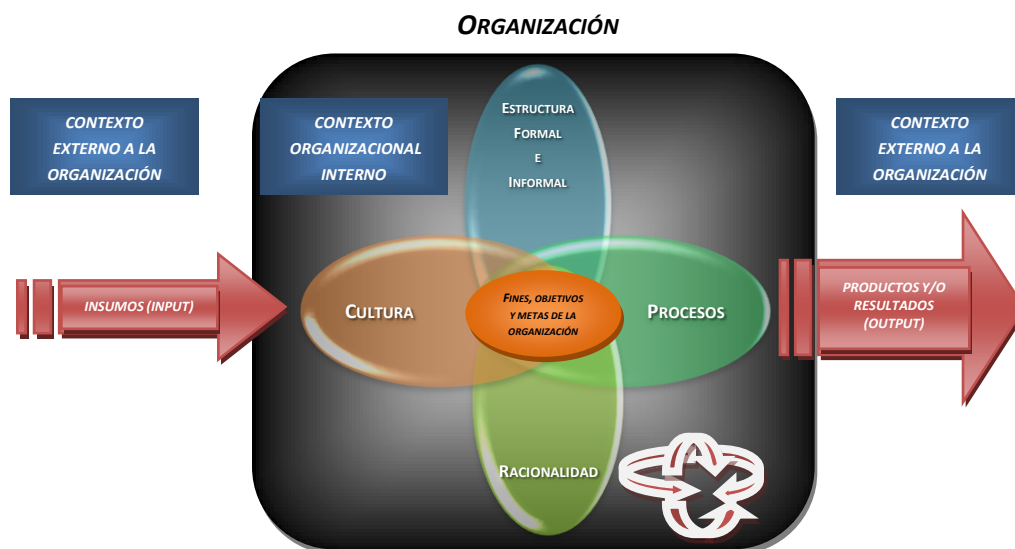 ORGANIZACIÓN
CONTEXTO
EXTERNO A LA
ORGANIZACIÓN
CONTEXTO
ORGANIZACIONAL
INTERNO
ESTRUCTURA
FORMAL
E
INFORMAL
CONTEXTO
EXTERNO A LA
ORGANIZACIÓN
INSUMOS (INPUT)
CULTURA
FINES, OBJETIVOS
Y METAS DE LA
ORGANIZACIÓN
PROCESOS
PRODUCTOS Y/O
RESULTADOS
(OUTPUT)
RACIONALIDAD